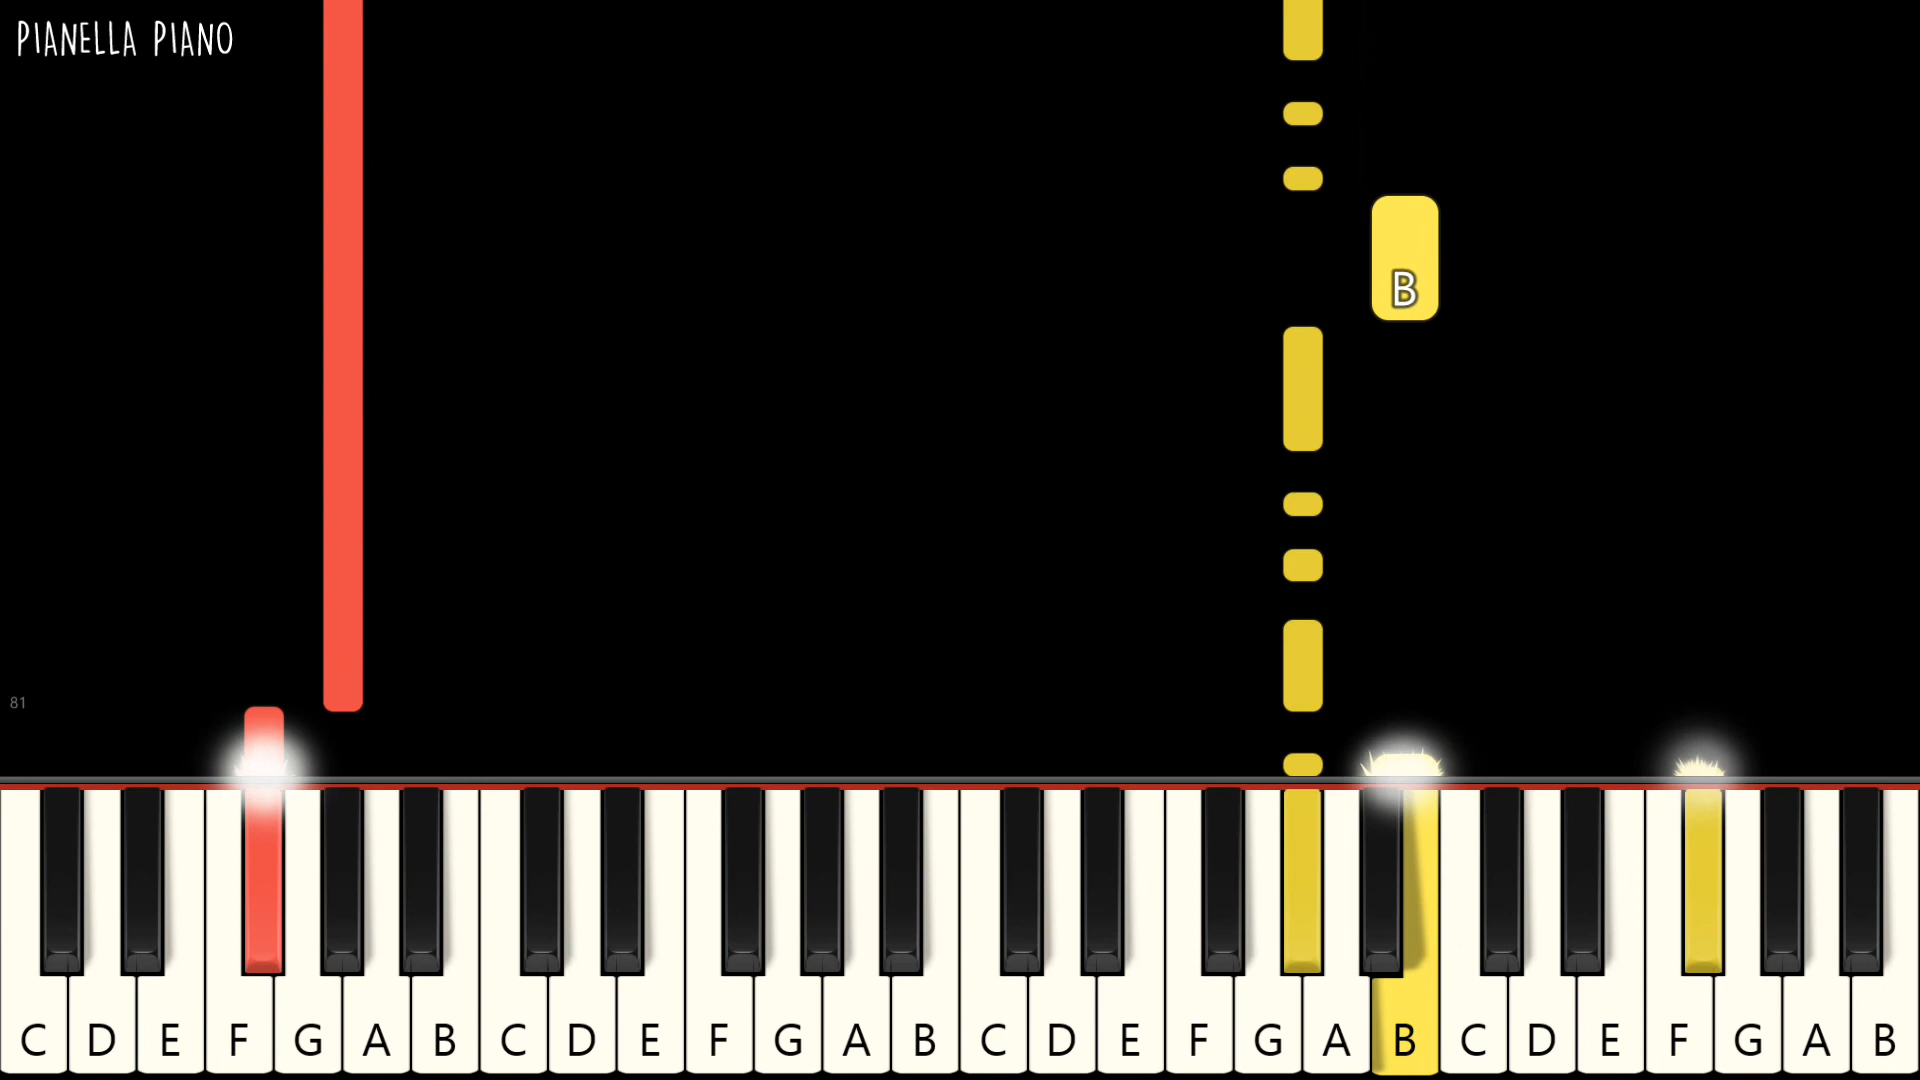 PIANELLA PIANO
B
81
C D E F G A B C D E F G A B C D E F G A B C D E F G A B